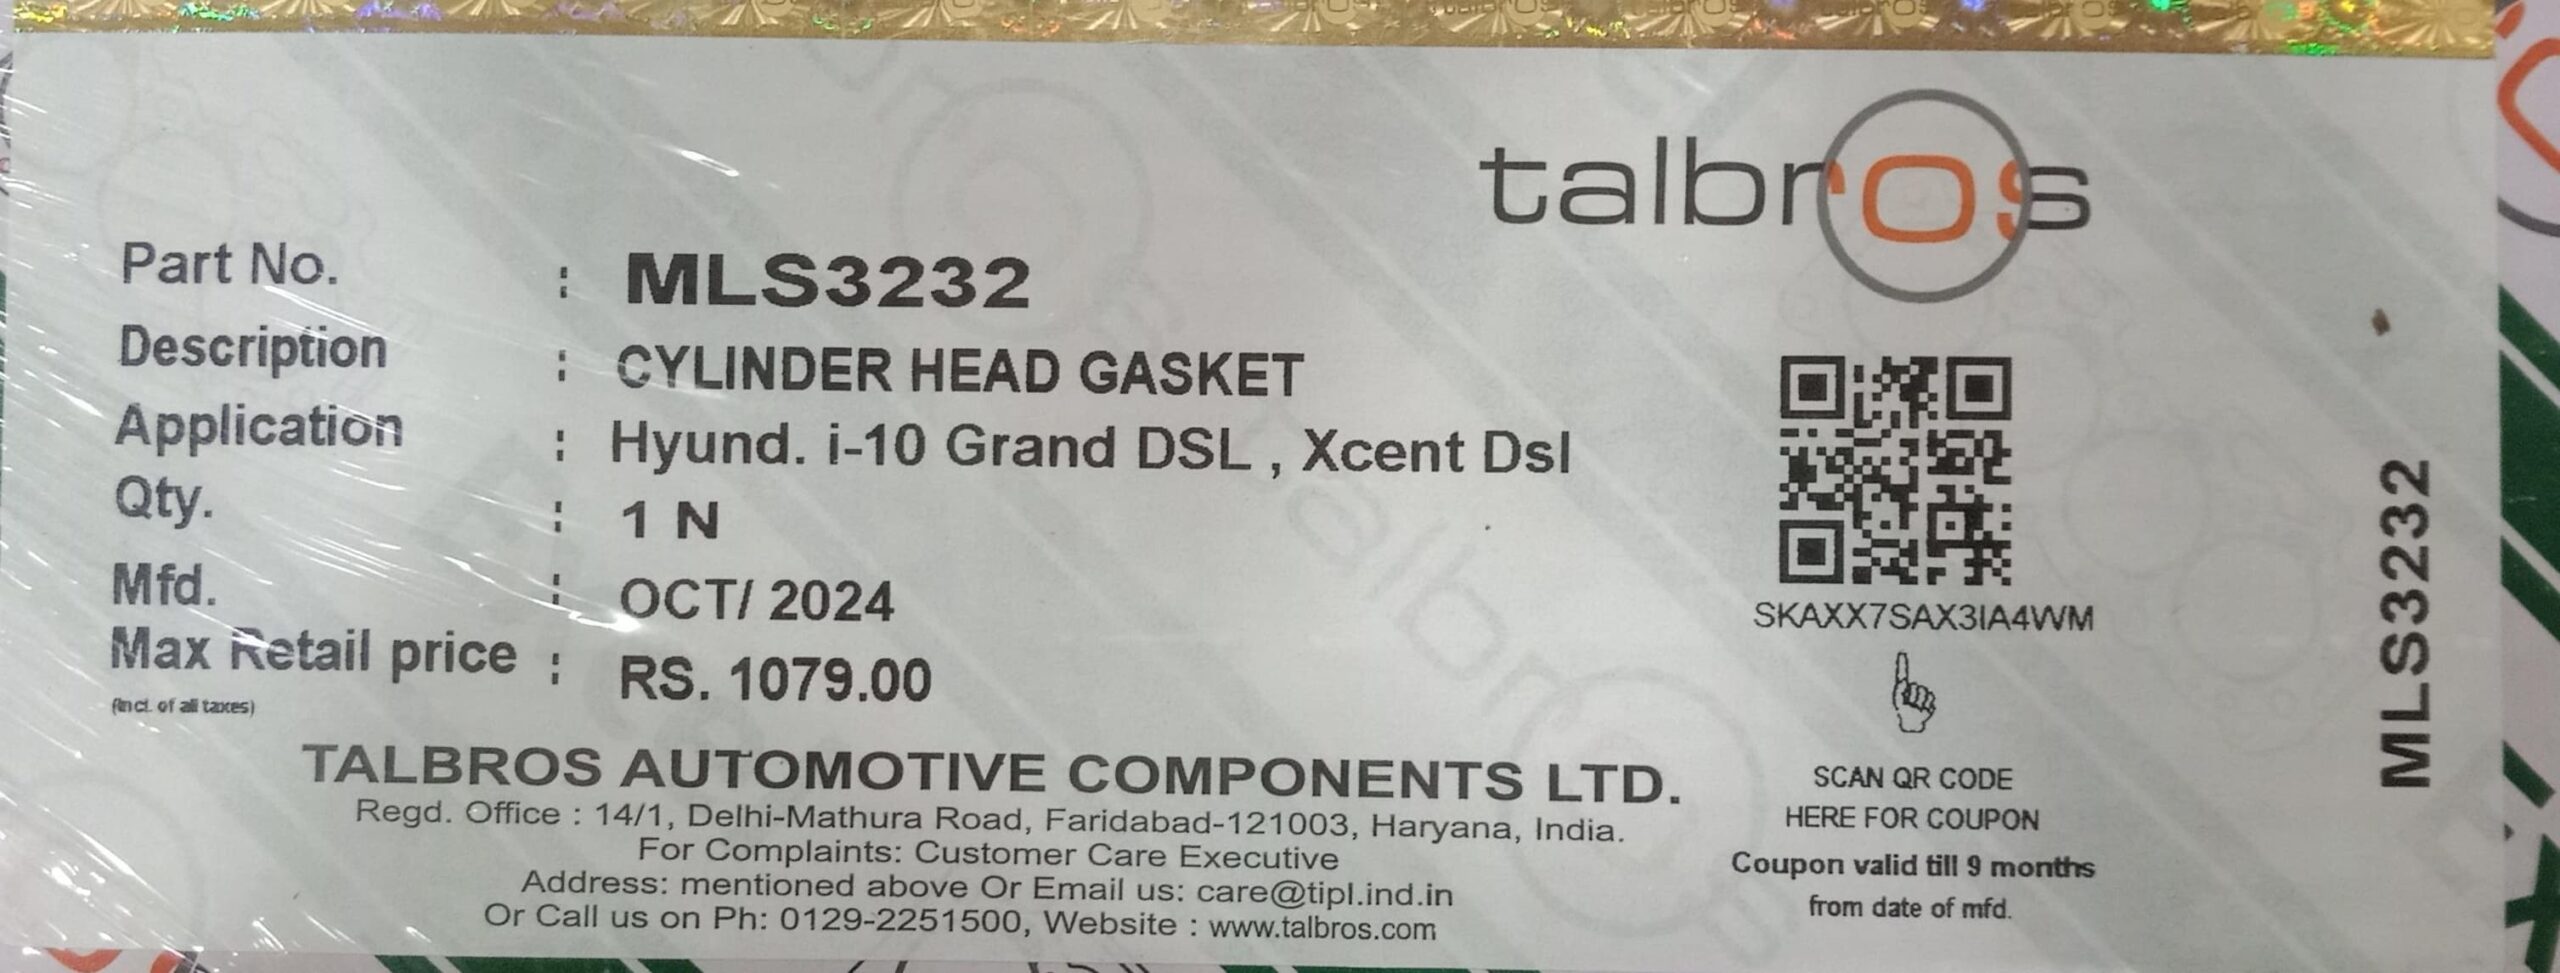 talbros
Part No. : MLS3232
Description : CYLINDER HEAD GASKET
Application : Hyund. i-10 Grand DSL , Xcent Dsl
Qty. : 1 N
Mfd. : OCT/ 2024
Max Retail price : RS. 1079.00
(Incl. of all taxes)
TALBROS AUTOMOTIVE COMPONENTS LTD.
Regd. Office : 14/1, Delhi-Mathura Road, Faridabad-121003, Haryana, India.
For Complaints: Customer Care Executive
Address: mentioned above Or Email us: care@tipl.ind.in
Or Call us on Ph: 0129-2251500, Website : www.talbros.com
SKAXX7SAX3IA4WM
SCAN QR CODE
HERE FOR COUPON
Coupon valid till 9 months
from date of mfd.
MLS3232